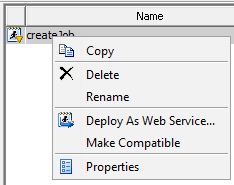 Name
createJob
Copy
Delete
Rename
Deploy As Web Service...
Make Compatible
Properties